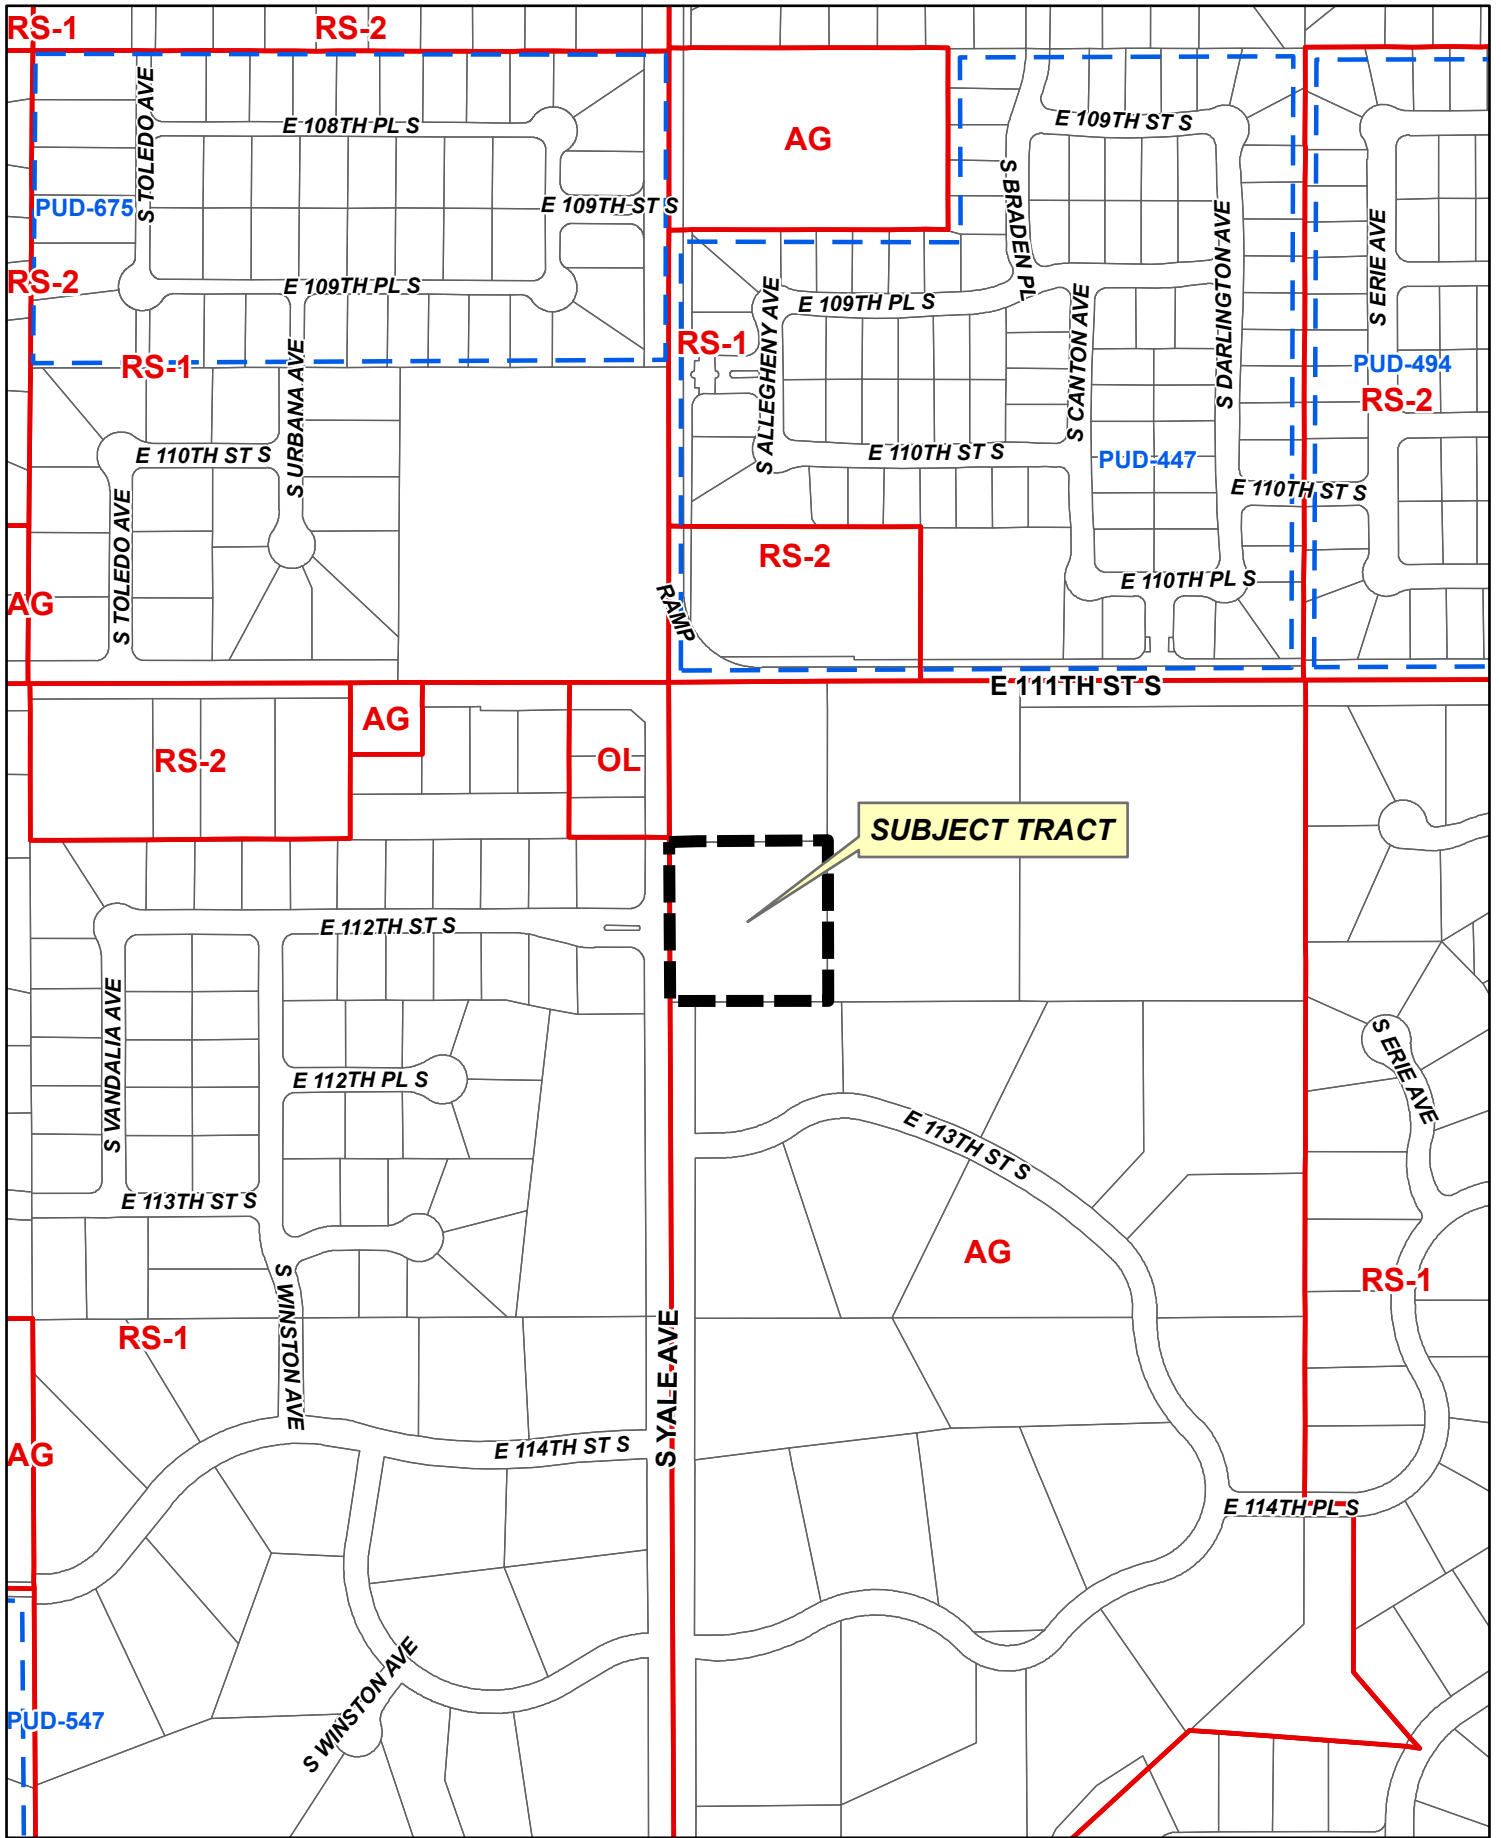 RS-1
RS-2
S TOLEDO AVE
E 108TH PL S
AG
E 109TH ST S
S BRADEN PL
PUD-675
E 109TH ST S
S DARLINGTON AVE
S ERIE AVE
RS-2
E 109TH PL S
E 109TH PL S
S ALLEGHENY AVE
S CANTON AVE
RS-1
RS-1
S URBANA AVE
PUD-494
RS-2
E 110TH ST S
E 110TH ST S
PUD-447
E 110TH ST S
S TOLEDO AVE
RS-2
AG
RAMP
E 110TH PL S
E 111TH ST S
AG
RS-2
OL
SUBJECT TRACT
E 112TH ST S
S VANDALIA AVE
E 112TH PL S
S ERIE AVE
E 113TH ST S
E 113TH ST S
AG
RS-1
S WINSTON AVE
RS-1
S YALE AVE
AG
E 114TH ST S
E 114TH PL S
S WINSTON AVE
PUD-547